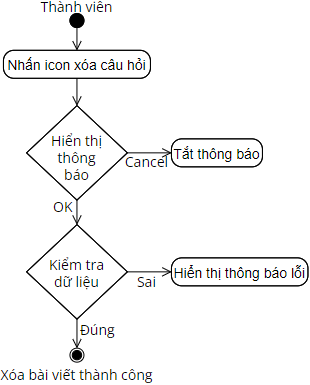 Thành viên
Nhấn icon xóa câu hỏi
Hiển thị
thông
báo
Cancel
Tắt thông báo
OK
Kiểm tra
dữ liệu
Sai
Hiển thị thông báo lỗi
Đúng
Xóa bài viết thành công